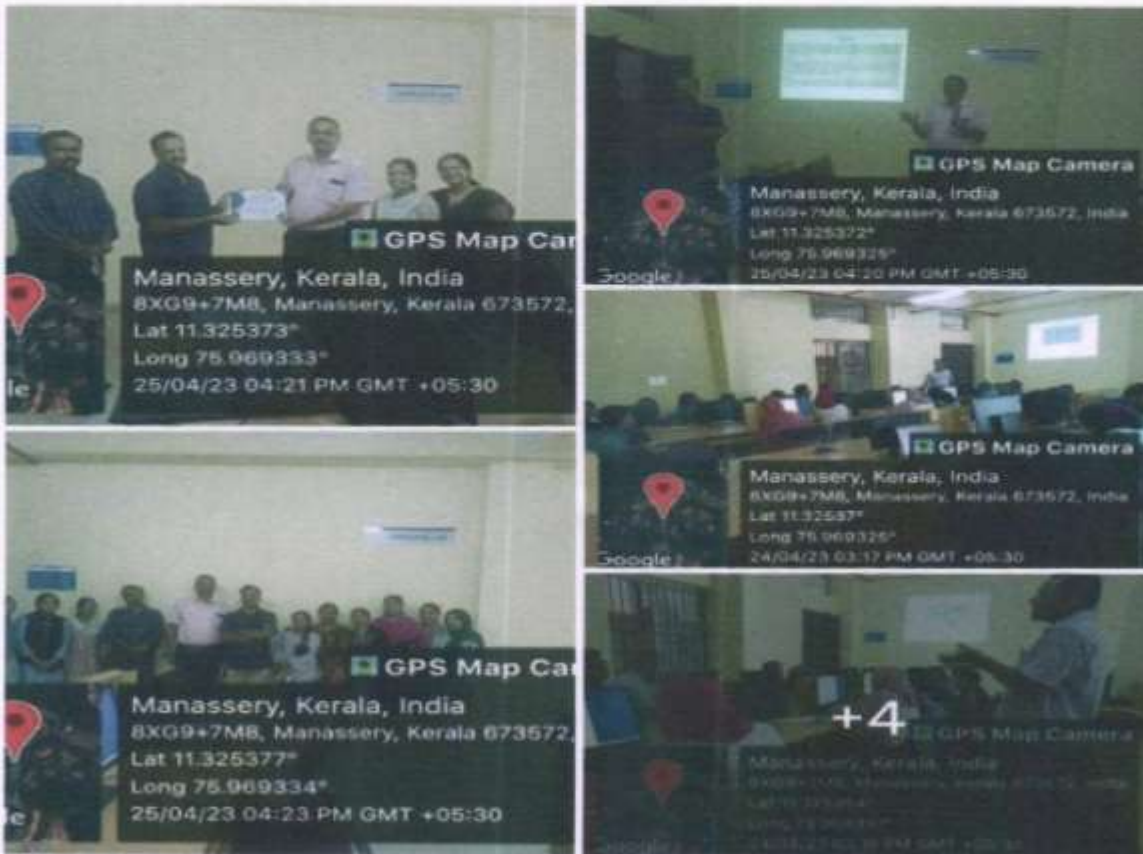 GPS Map Car
Manassery, Kerala, India
8XG9+7M8, Manassery, Kerala 673572,
Lat 11.325373°
Long 75.969333°
25/04/23 04:21 PM GMT +05:30
le
GPS Map Camera
Manassery, Kerala, India
8XG9+7M8, Manassery, Kerala 673572, India
Lat 11.325372°
Long 75.969325°
25/04/23 04:20 PM GMT +05:30
Google
GPS Map Camera
Manassery, Kerala, India
8XG9+7M8, Manassery, Kerala 673572, India
Lat 11.32537°
Long 75.969325°
24/04/23 03:17 PM GMT +05:30
Google
GPS Map Car
Manassery, Kerala, India
8XG9+7M8, Manassery, Kerala 673572,
Lat 11.325377°
Long 75.969334°
25/04/23 04:23 PM GMT +05:30
le
+4
GPS Map Camera
Manassery, Kerala, India
Google